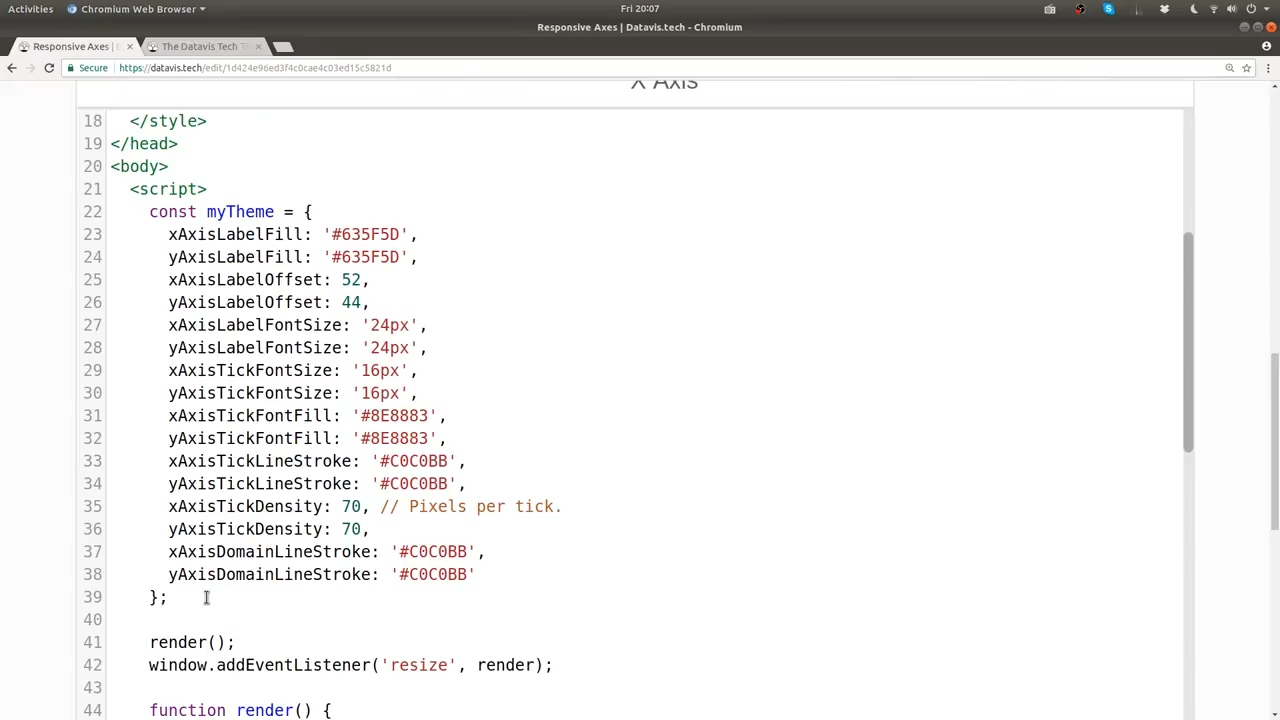 Activities Chromium Web Browser Fri 20:07
Responsive Axes | Datavis.tech - Chromium
Responsive Axes | The Datavis Tech
Secure https://datavis.tech/edit/1d424e96ed3f4c0cae4c03ed15c5821d
X Axis
18 </style>
19 </head>
20 <body>
21 <script>
22 const myTheme = {
23 xAxisLabelFill: '#635F5D',
24 yAxisLabelFill: '#635F5D',
25 xAxisLabelOffset: 52,
26 yAxisLabelOffset: 44,
27 xAxisLabelFontSize: '24px',
28 yAxisLabelFontSize: '24px',
29 xAxisTickFontSize: '16px',
30 yAxisTickFontSize: '16px',
31 xAxisTickFontFill: '#8E8883',
32 yAxisTickFontFill: '#8E8883',
33 xAxisTickLineStroke: '#C0C0BB',
34 yAxisTickLineStroke: '#C0C0BB',
35 xAxisTickDensity: 70, // Pixels per tick.
36 yAxisTickDensity: 70,
37 xAxisDomainLineStroke: '#C0C0BB',
38 yAxisDomainLineStroke: '#C0C0BB'
39 };
40
41 render();
42 window.addEventListener('resize', render);
43
44 function render() {